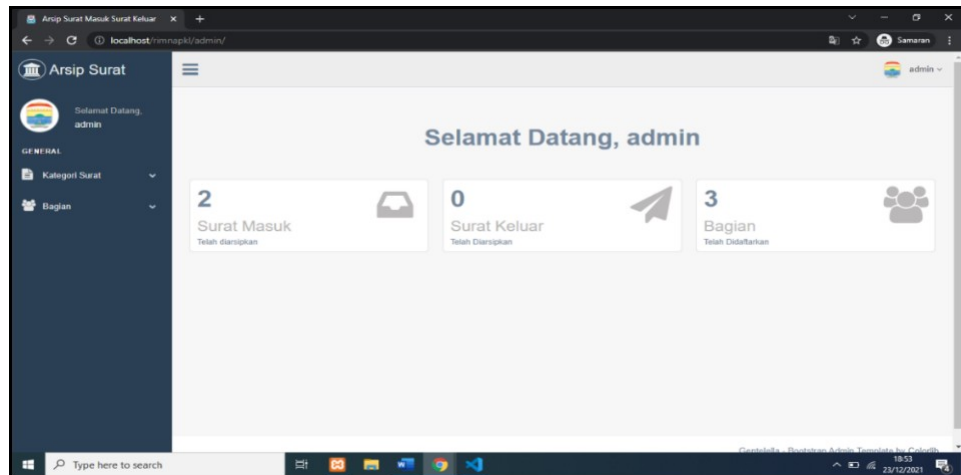 Arsip Surat Masuk Surat Keluar
localhost/rimnapkl/admin/
Samaran
Arsip Surat
admin
Selamat Datang,
admin
GENERAL
Kategori Surat
Bagian
Selamat Datang, admin
2
Surat Masuk
Telah diarsipkan
0
Surat Keluar
Telah Diarsipkan
3
Bagian
Telah Didaftarkan
Gentelella - Bootstrap Admin Template by Colorlib
Type here to search
18:53
23/12/2021